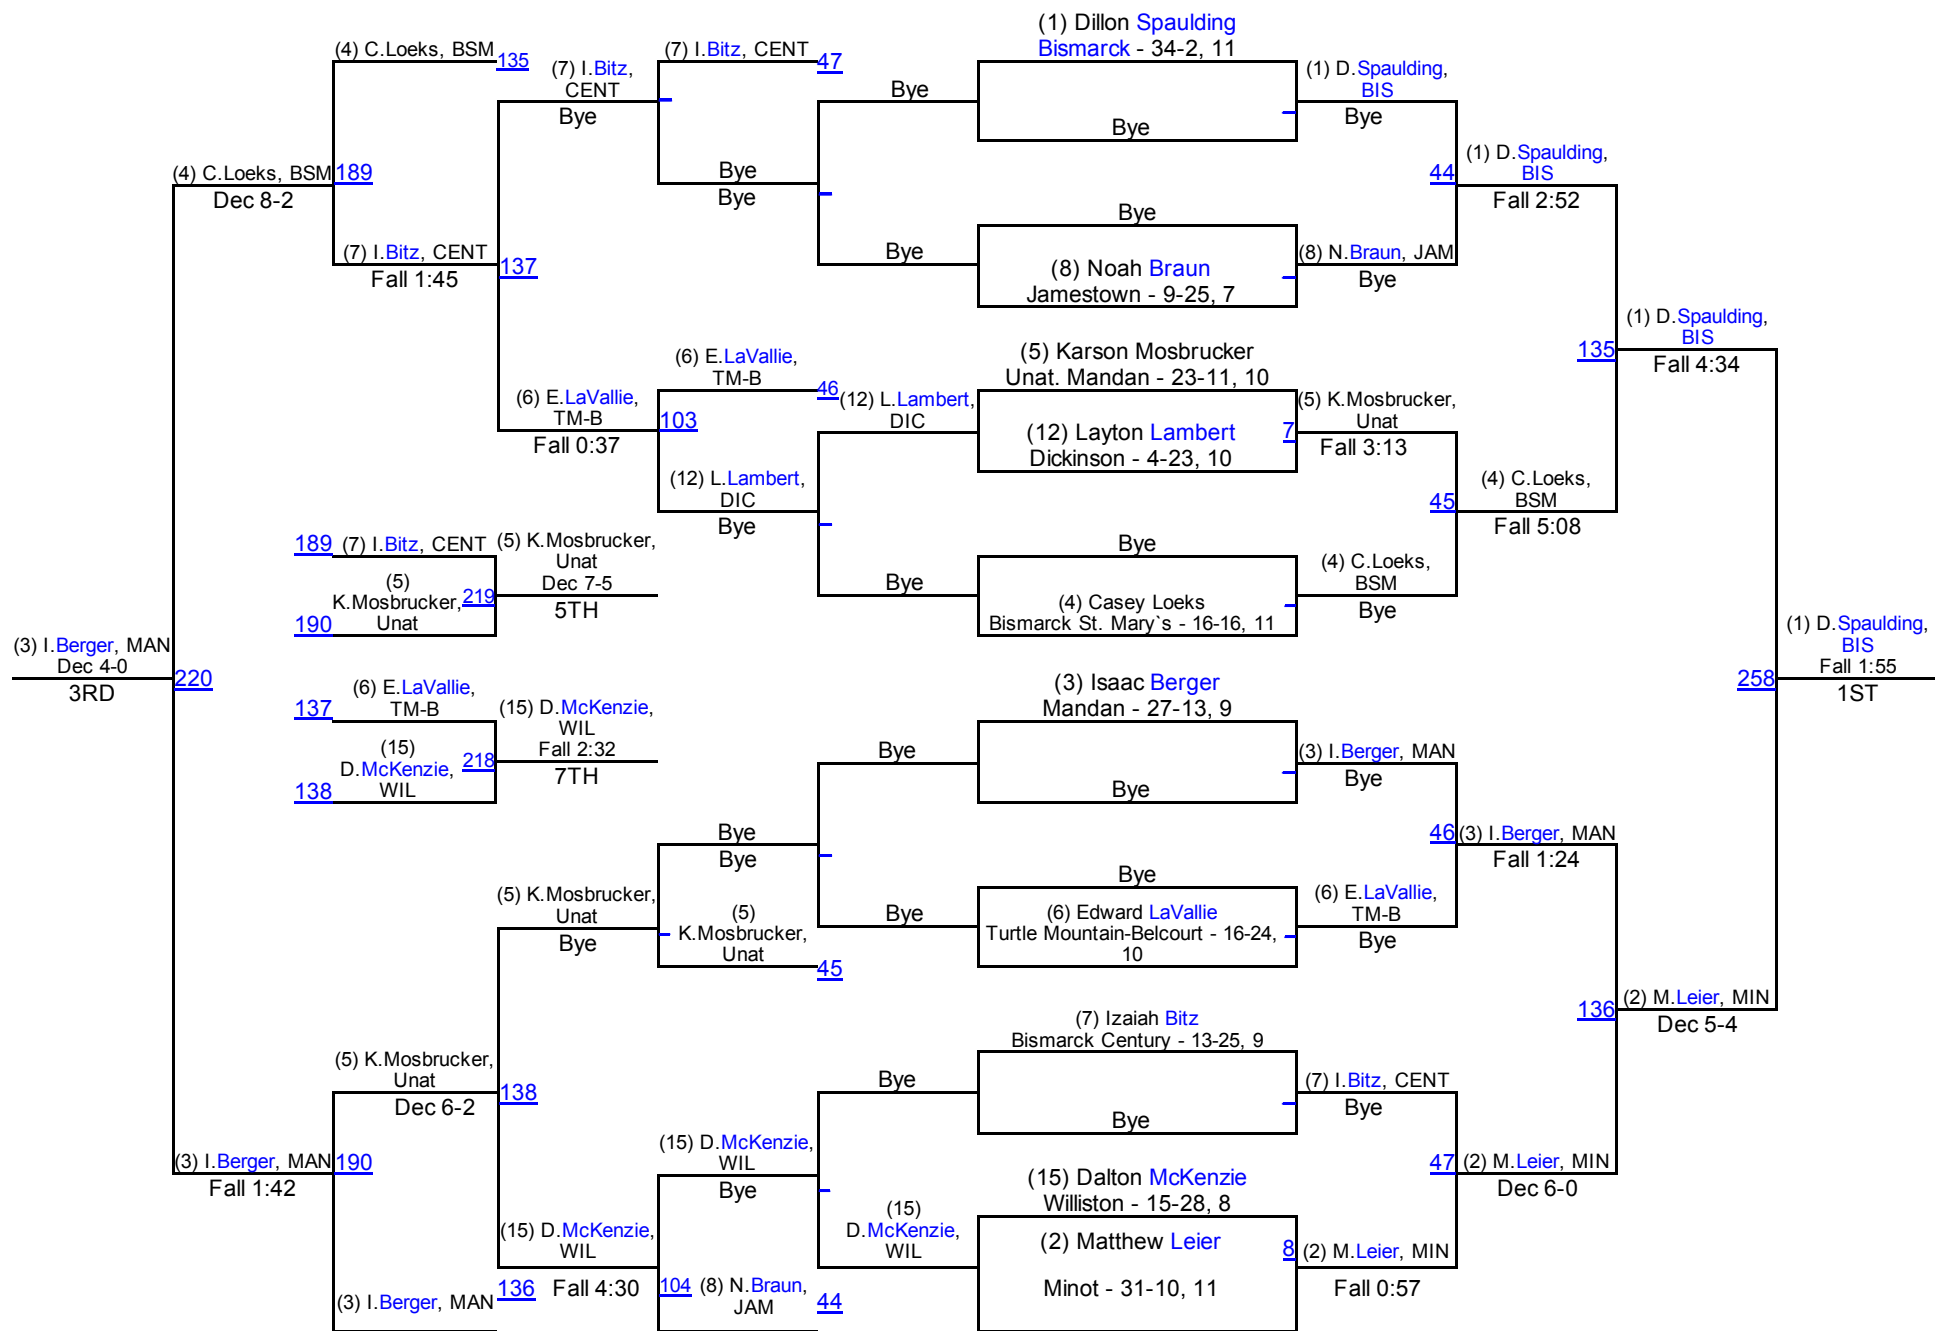 (1) Dillon Spaulding
Bismarck - 34-2, 11
(4) C.Loeks, BSM
135
(7) I.Bitz,
CENT
Bye
(7) I.Bitz, CENT
47
Bye
Bye
(1) D.Spaulding,
BIS
Bye
(4) C.Loeks, BSM
189
Dec 8-2
Bye
Bye
44
(1) D.Spaulding,
BIS
Fall 2:52
Bye
(7) I.Bitz, CENT
137
Fall 1:45
Bye
(8) Noah Braun
Jamestown - 9-25, 7
(8) N.Braun, JAM
Bye
(1) D.Spaulding,
BIS
135
Fall 4:34
(6) E.LaVallie,
TM-B
46
(5) Karson Mosbrucker
Unat. Mandan - 23-11, 10
(6) E.LaVallie,
TM-B
103
Fall 0:37
(12) L.Lambert,
DIC
(12) Layton Lambert
7
Dickinson - 4-23, 10
(5) K.Mosbrucker,
Unat
Fall 3:13
(12) L.Lambert,
DIC
Bye
(4) C.Loeks,
45
BSM
Fall 5:08
189
(7) I.Bitz, CENT
(5) K.Mosbrucker,
Unat
Dec 7-5
5TH
(5)
K.Mosbrucker,
219
Unat
190
Bye
Bye
(4) Casey Loeks
Bismarck St. Mary`s - 16-16, 11
(4) C.Loeks,
BSM
Bye
(3) I.Berger, MAN
Dec 4-0
220
3RD
(1) D.Spaulding,
BIS
Fall 1:55
258
1ST
(6) E.LaVallie,
137
TM-B
(15) D.McKenzie,
WIL
Fall 2:32
7TH
(15)
D.McKenzie,
218
WIL
138
(3) Isaac Berger
Mandan - 27-13, 9
Bye
Bye
(3) I.Berger, MAN
Bye
Bye
Bye
46
(3) I.Berger, MAN
Fall 1:24
(5) K.Mosbrucker,
Unat
Bye
(5)
K.Mosbrucker,
Unat
45
Bye
Bye
(6) Edward LaVallie
Turtle Mountain-Belcourt - 16-24,
10
(6) E.LaVallie,
TM-B
Bye
136
(2) M.Leier, MIN
Dec 5-4
(5) K.Mosbrucker,
Unat
138
Dec 6-2
(7) Izaiah Bitz
Bismarck Century - 13-25, 9
Bye
Bye
(7) I.Bitz, CENT
Bye
(3) I.Berger, MAN
190
Fall 1:42
(15) D.McKenzie,
WIL
Bye
47
(2) M.Leier, MIN
Dec 6-0
(15) Dalton McKenzie
Williston - 15-28, 8
(15)
D.McKenzie,
WIL
(2) Matthew Leier
8
Minot - 31-10, 11
(2) M.Leier, MIN
Fall 0:57
(15) D.McKenzie,
WIL
Fall 4:30
(3) I.Berger, MAN
136
104
(8) N.Braun,
JAM
44